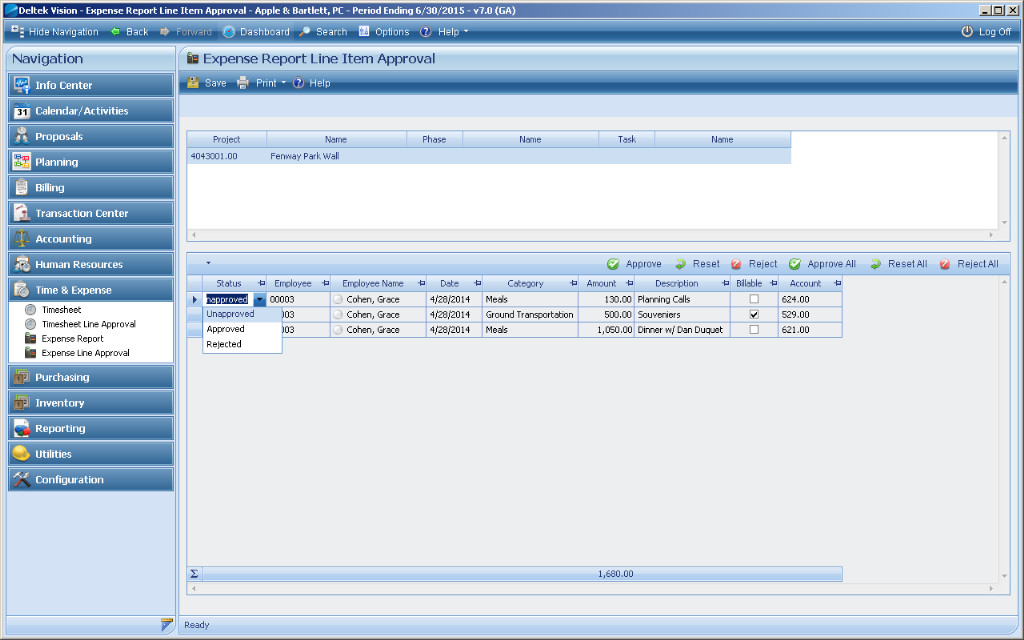 Deltek Vision - Expense Report Line Item Approval - Apple & Bartlett, PC - Period Ending 6/30/2015 - v7.0 (GA)
Hide Navigation Back Forward Dashboard Search Options Help Log Off
Navigation
Info Center
31 Calendar/Activities
Proposals
Planning
Billing
Transaction Center
Accounting
Human Resources
Time & Expense
Timesheet
Timesheet Line Approval
Expense Report
Expense Line Approval
Purchasing
Inventory
Reporting
Utilities
Configuration
Expense Report Line Item Approval
Save Print Help
Project Name Phase Name Task Name
4043001.00 Fenway Park Wall
Approve Reset Reject Approve All Reset All Reject All
Status Employee Employee Name Date Category Amount Description Billable Account
napproved 00003 Cohen, Grace 4/28/2014 Meals 130.00 Planning Calls 624.00
Unapproved 003 Cohen, Grace 4/28/2014 Ground Transportation 500.00 Souveniers 529.00
Approved 003 Cohen, Grace 4/28/2014 Meals 1,050.00 Dinner w/ Dan Duquet 621.00
Rejected
Σ 1,680.00
Ready